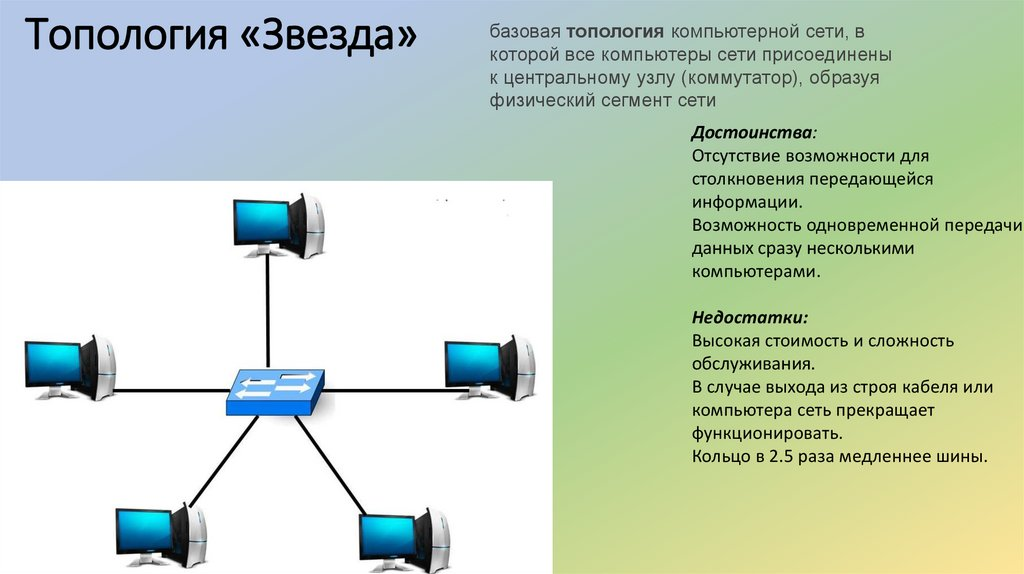 Топология «Звезда»
базовая топология компьютерной сети, в
которой все компьютеры сети присоединены
к центральному узлу (коммутатор), образуя
физический сегмент сети
Достоинства:
Отсутствие возможности для
столкновения передающейся
информации.
Возможность одновременной передачи
данных сразу несколькими
компьютерами.
Недостатки:
Высокая стоимость и сложность
обслуживания.
В случае выхода из строя кабеля или
компьютера сеть прекращает
функционировать.
Кольцо в 2.5 раза медленнее шины.